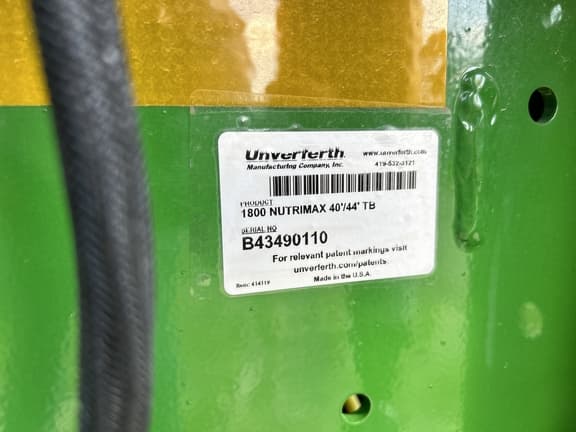 Unverferth
www.unverferth.com
Manufacturing Company, Inc.
419-532-3121
PRODUCT
1800 NUTRIMAX 40'/44' TB
SERIAL NO
B43490110
For relevant patent markings visit
unverferth.com/patents.
Made in the U.S.A.